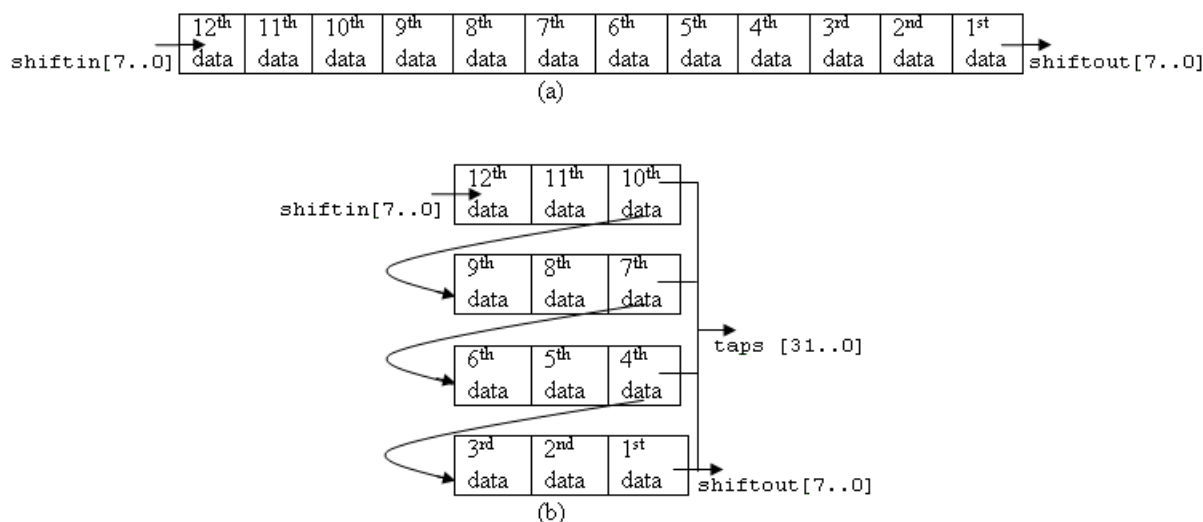 12th 11th 10th 9th 8th 7th 6th 5th 4th 3rd 2nd 1st
data data data data data data data data data data data data
shiftin[7..0] shiftout[7..0]
(a)
12th 11th 10th
data data data
shiftin[7..0]
9th 8th 7th
data data data
taps [31..0]
6th 5th 4th
data data data
3rd 2nd 1st
data data data
shiftout[7..0]
(b)